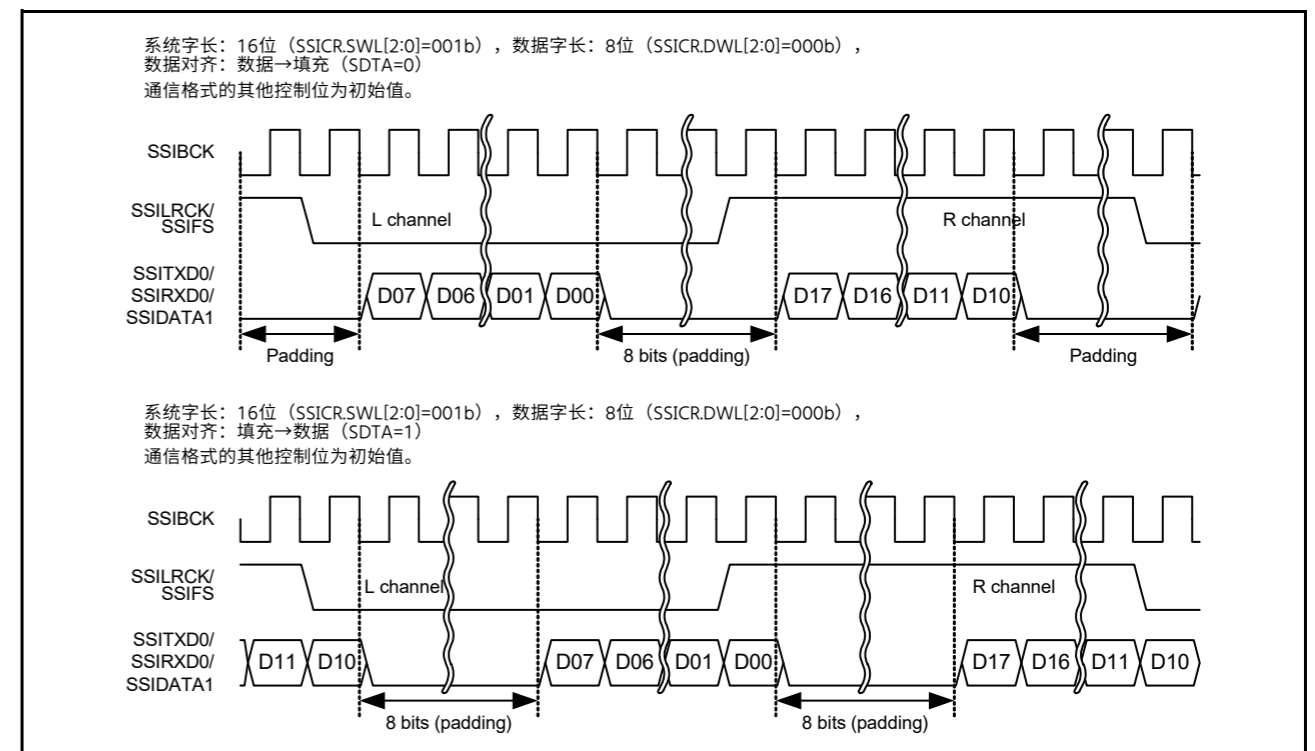 系统字长：16位（SSICR.SWL[2:0]=001b），数据字长：8位（SSICR.DWL[2:0]=000b），
数据对齐：数据→填充（SDTA=0）
通信格式的其他控制位为初始值。
SSIBCK
SSILRCK/
SSIFS
L channel
R channel
SSITXD0/
SSIRXD0/
SSIDATA1
D07 D06 D01 D00 D17 D16 D11 D10
Padding 8 bits (padding) Padding
系统字长：16位（SSICR.SWL[2:0]=001b），数据字长：8位（SSICR.DWL[2:0]=000b），
数据对齐：填充→数据（SDTA=1）
通信格式的其他控制位为初始值。
SSIBCK
SSILRCK/
SSIFS
L channel
R channel
SSITXD0/
SSIRXD0/
SSIDATA1
D11 D10 D07 D06 D01 D00 D17 D16 D11 D10
8 bits (padding) 8 bits (padding)